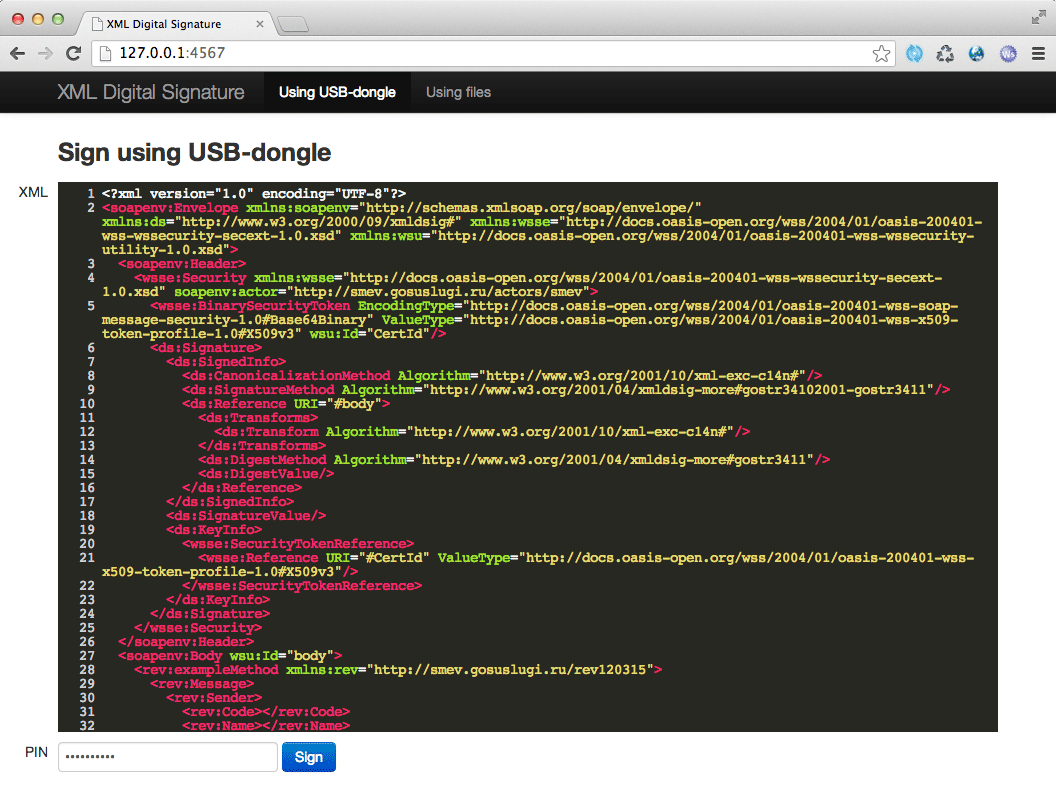 XML Digital Signature
127.0.0.1:4567
XML Digital Signature Using USB-dongle Using files
Sign using USB-dongle
XML
1 <?xml version="1.0" encoding="UTF-8"?>
2 <soapenv:Envelope xmlns:soapenv="http://schemas.xmlsoap.org/soap/envelope/"
xmlns:ds="http://www.w3.org/2000/09/xmldsig#" xmlns:wsse="http://docs.oasis-open.org/wss/2004/01/oasis-200401-
wss-wssecurity-secext-1.0.xsd" xmlns:wsu="http://docs.oasis-open.org/wss/2004/01/oasis-200401-wss-wssecurity-
utility-1.0.xsd">
3 <soapenv:Header>
4 <wsse:Security xmlns:wsse="http://docs.oasis-open.org/wss/2004/01/oasis-200401-wss-wssecurity-secext-
1.0.xsd" soapenv:actor="http://smev.gosuslugi.ru/actors/smev">
5 <wsse:BinarySecurityToken EncodingType="http://docs.oasis-open.org/wss/2004/01/oasis-200401-wss-soap-
message-security-1.0#Base64Binary" ValueType="http://docs.oasis-open.org/wss/2004/01/oasis-200401-wss-x509-
token-profile-1.0#X509v3" wsu:Id="CertId"/>
6 <ds:Signature>
7 <ds:SignedInfo>
8 <ds:CanonicalizationMethod Algorithm="http://www.w3.org/2001/10/xml-exc-c14n#"/>
9 <ds:SignatureMethod Algorithm="http://www.w3.org/2001/04/xmldsig-more#gostr34102001-gostr3411"/>
10 <ds:Reference URI="#body">
11 <ds:Transforms>
12 <ds:Transform Algorithm="http://www.w3.org/2001/10/xml-exc-c14n#"/>
13 </ds:Transforms>
14 <ds:DigestMethod Algorithm="http://www.w3.org/2001/04/xmldsig-more#gostr3411"/>
15 <ds:DigestValue/>
16 </ds:Reference>
17 </ds:SignedInfo>
18 <ds:SignatureValue/>
19 <ds:KeyInfo>
20 <wsse:SecurityTokenReference>
21 <wsse:Reference URI="#CertId" ValueType="http://docs.oasis-open.org/wss/2004/01/oasis-200401-wss-
x509-token-profile-1.0#X509v3"/>
22 </wsse:SecurityTokenReference>
23 </ds:KeyInfo>
24 </ds:Signature>
25 </wsse:Security>
26 </soapenv:Header>
27 <soapenv:Body wsu:Id="body">
28 <rev:exampleMethod xmlns:rev="http://smev.gosuslugi.ru/rev120315">
29 <rev:Message>
30 <rev:Sender>
31 <rev:Code></rev:Code>
32 <rev:Name></rev:Name>
PIN •••••••••• Sign